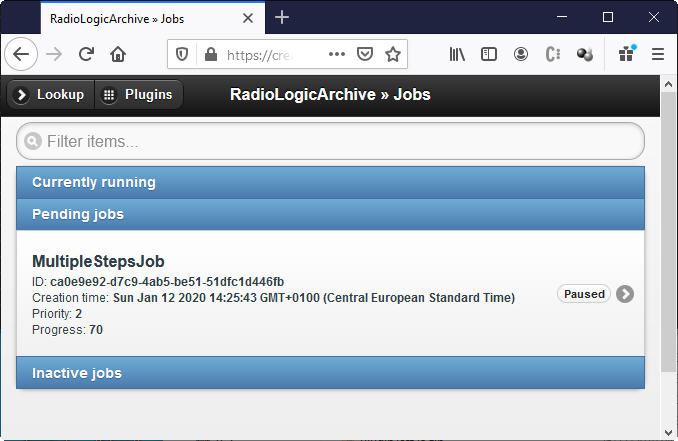 RadioLogicArchive » Jobs
https://cre
Lookup
Plugins
RadioLogicArchive » Jobs
Filter items...
Currently running
Pending jobs
MultipleStepsJob
ID: ca0e9e92-d7c9-4ab5-be51-51dfc1d446fb
Creation time: Sun Jan 12 2020 14:25:43 GMT+0100 (Central European Standard Time)
Paused
Priority: 2
Progress: 70
Inactive jobs